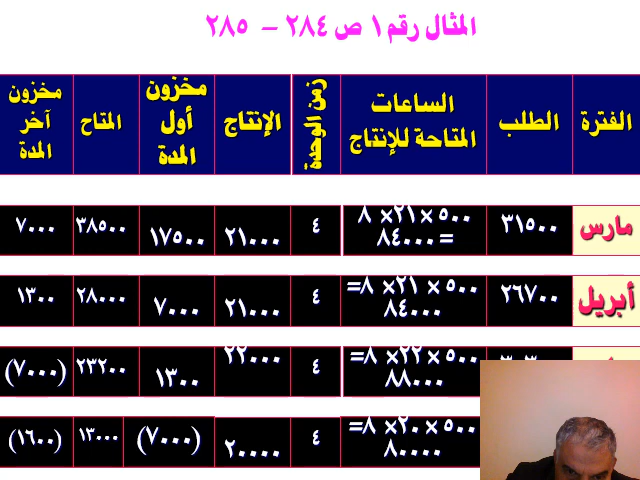 المثال رقم ١ ص ٢٨٤ – ٢٨٥
الفترة الطلب الساعات المتاحة للإنتاج زمن الوحدة الإنتاج مخزون أول المدة المتاح مخزون آخر المدة
مارس ٣١٥٠٠ ٥٠٠ × ٢١ × ٨ = ٨٤٠٠٠ ٤ ٢١٠٠٠ ١٧٥٠٠ ٣٨٥٠٠ ٧٠٠٠
أبريل ٢٦٧٠٠ ٥٠٠ × ٢١ × ٨ = ٨٤٠٠٠ ٤ ٢١٠٠٠ ٧٠٠٠ ٢٨٠٠٠ ١٣٠٠
٥٠٠ × ٢٢ × ٨ = ٨٨٠٠٠ ٤ ٢٢٠٠٠ ١٣٠٠ ٢٣٢٠٠ (٧٠٠٠)
٥٠٠ × ٢٠ × ٨ = ٨٠٠٠٠ ٤ ٢٠٠٠٠ (٧٠٠٠) ١٣٠٠٠ (١٦٠٠)